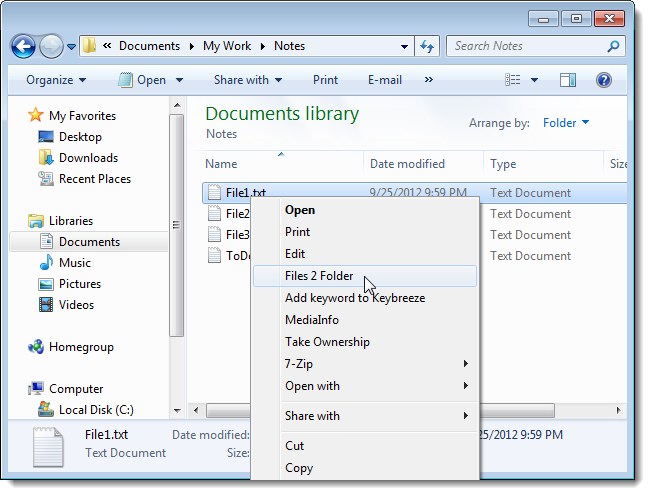 « Documents ▸ My Work ▸ Notes
Search Notes
Organize Open Share with Print E-mail »
My Favorites
Desktop
Downloads
Recent Places
Libraries
Documents
Music
Pictures
Videos
Homegroup
Computer
Local Disk (C:)
Documents library
Notes
Arrange by: Folder
Name Date modified Type Size
File1.txt 9/25/2012 9:59 PM Text Document
File2 Text Document
File3 Text Document
ToDo Text Document
Open
Print
Edit
Files 2 Folder
Add keyword to Keybreeze
MediaInfo
Take Ownership
7-Zip
Open with
Share with
Cut
Copy
File1.txt Date modified: 25/2012 9:59 PM
Text Document Size: